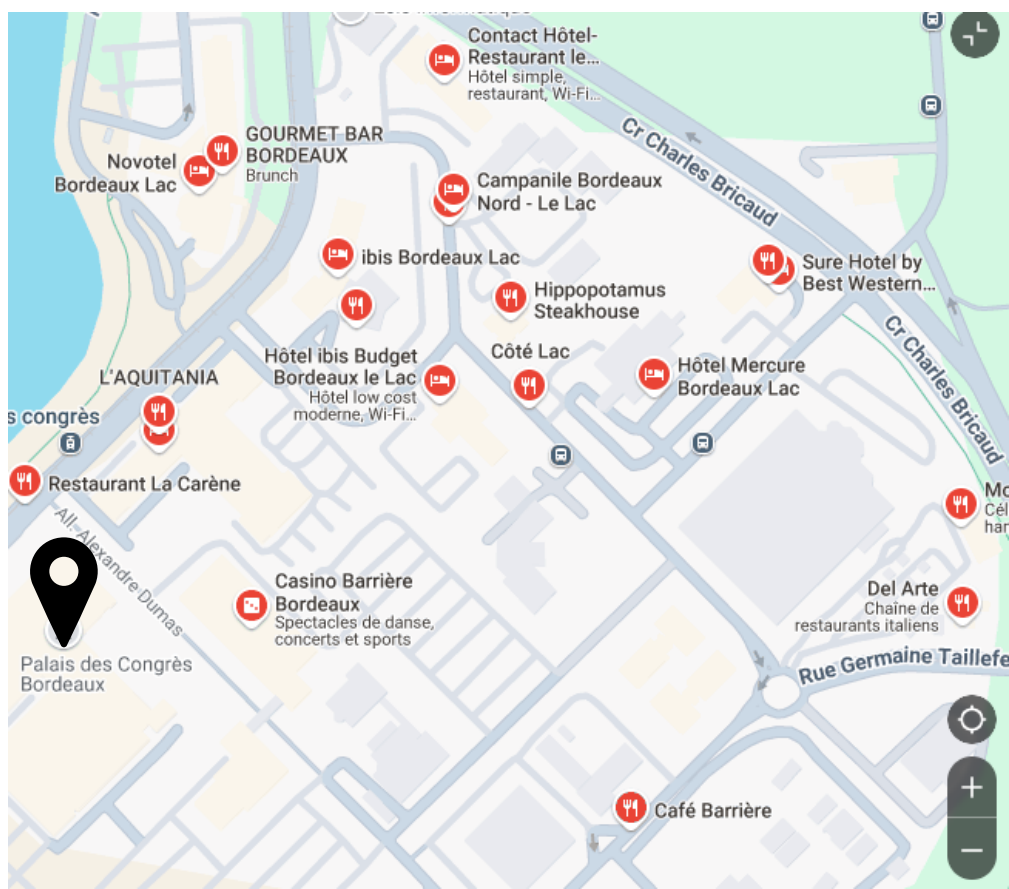 Contact Hôtel-
Restaurant le...
Hôtel simple,
restaurant, Wi-Fi...
Cr Charles Bricaud
GOURMET BAR
BORDEAUX
Brunch
Novotel
Bordeaux Lac
Campanile Bordeaux
Nord - Le Lac
ibis Bordeaux Lac
Sure Hotel by
Best Western...
Hippopotamus
Steakhouse
Cr Charles Bricaud
Côté Lac
Hôtel ibis Budget
Bordeaux le Lac
Hôtel low cost
moderne, Wi-Fi...
Hôtel Mercure
Bordeaux Lac
L'AQUITANIA
s congrès
Restaurant La Carène
All. Alexandre Dumas
Mo
Cél
har
Casino Barrière
Bordeaux
Spectacles de danse,
concerts et sports
Del Arte
Chaîne de
restaurants italiens
Palais des Congrès
Bordeaux
Rue Germaine Taillefe
Café Barrière